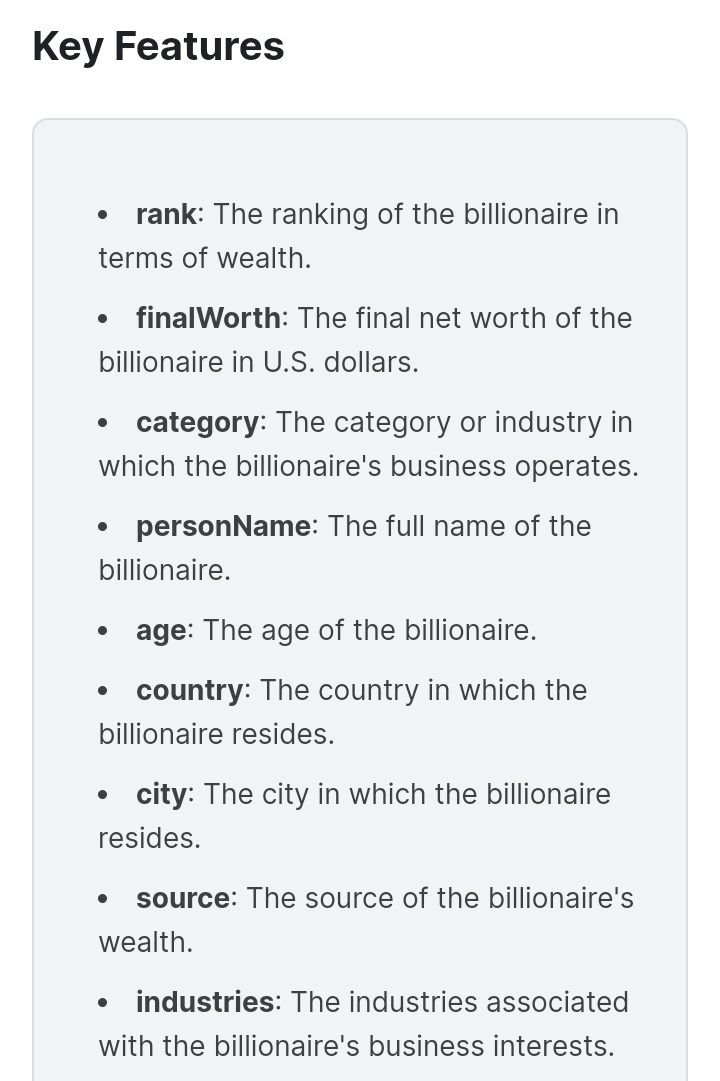 Key Features
• rank: The ranking of the billionaire in
terms of wealth.
• finalWorth: The final net worth of the
billionaire in U.S. dollars.
• category: The category or industry in
which the billionaire's business operates.
• personName: The full name of the
billionaire.
• age: The age of the billionaire.
• country: The country in which the
billionaire resides.
• city: The city in which the billionaire
resides.
• source: The source of the billionaire's
wealth.
• industries: The industries associated
with the billionaire's business interests.